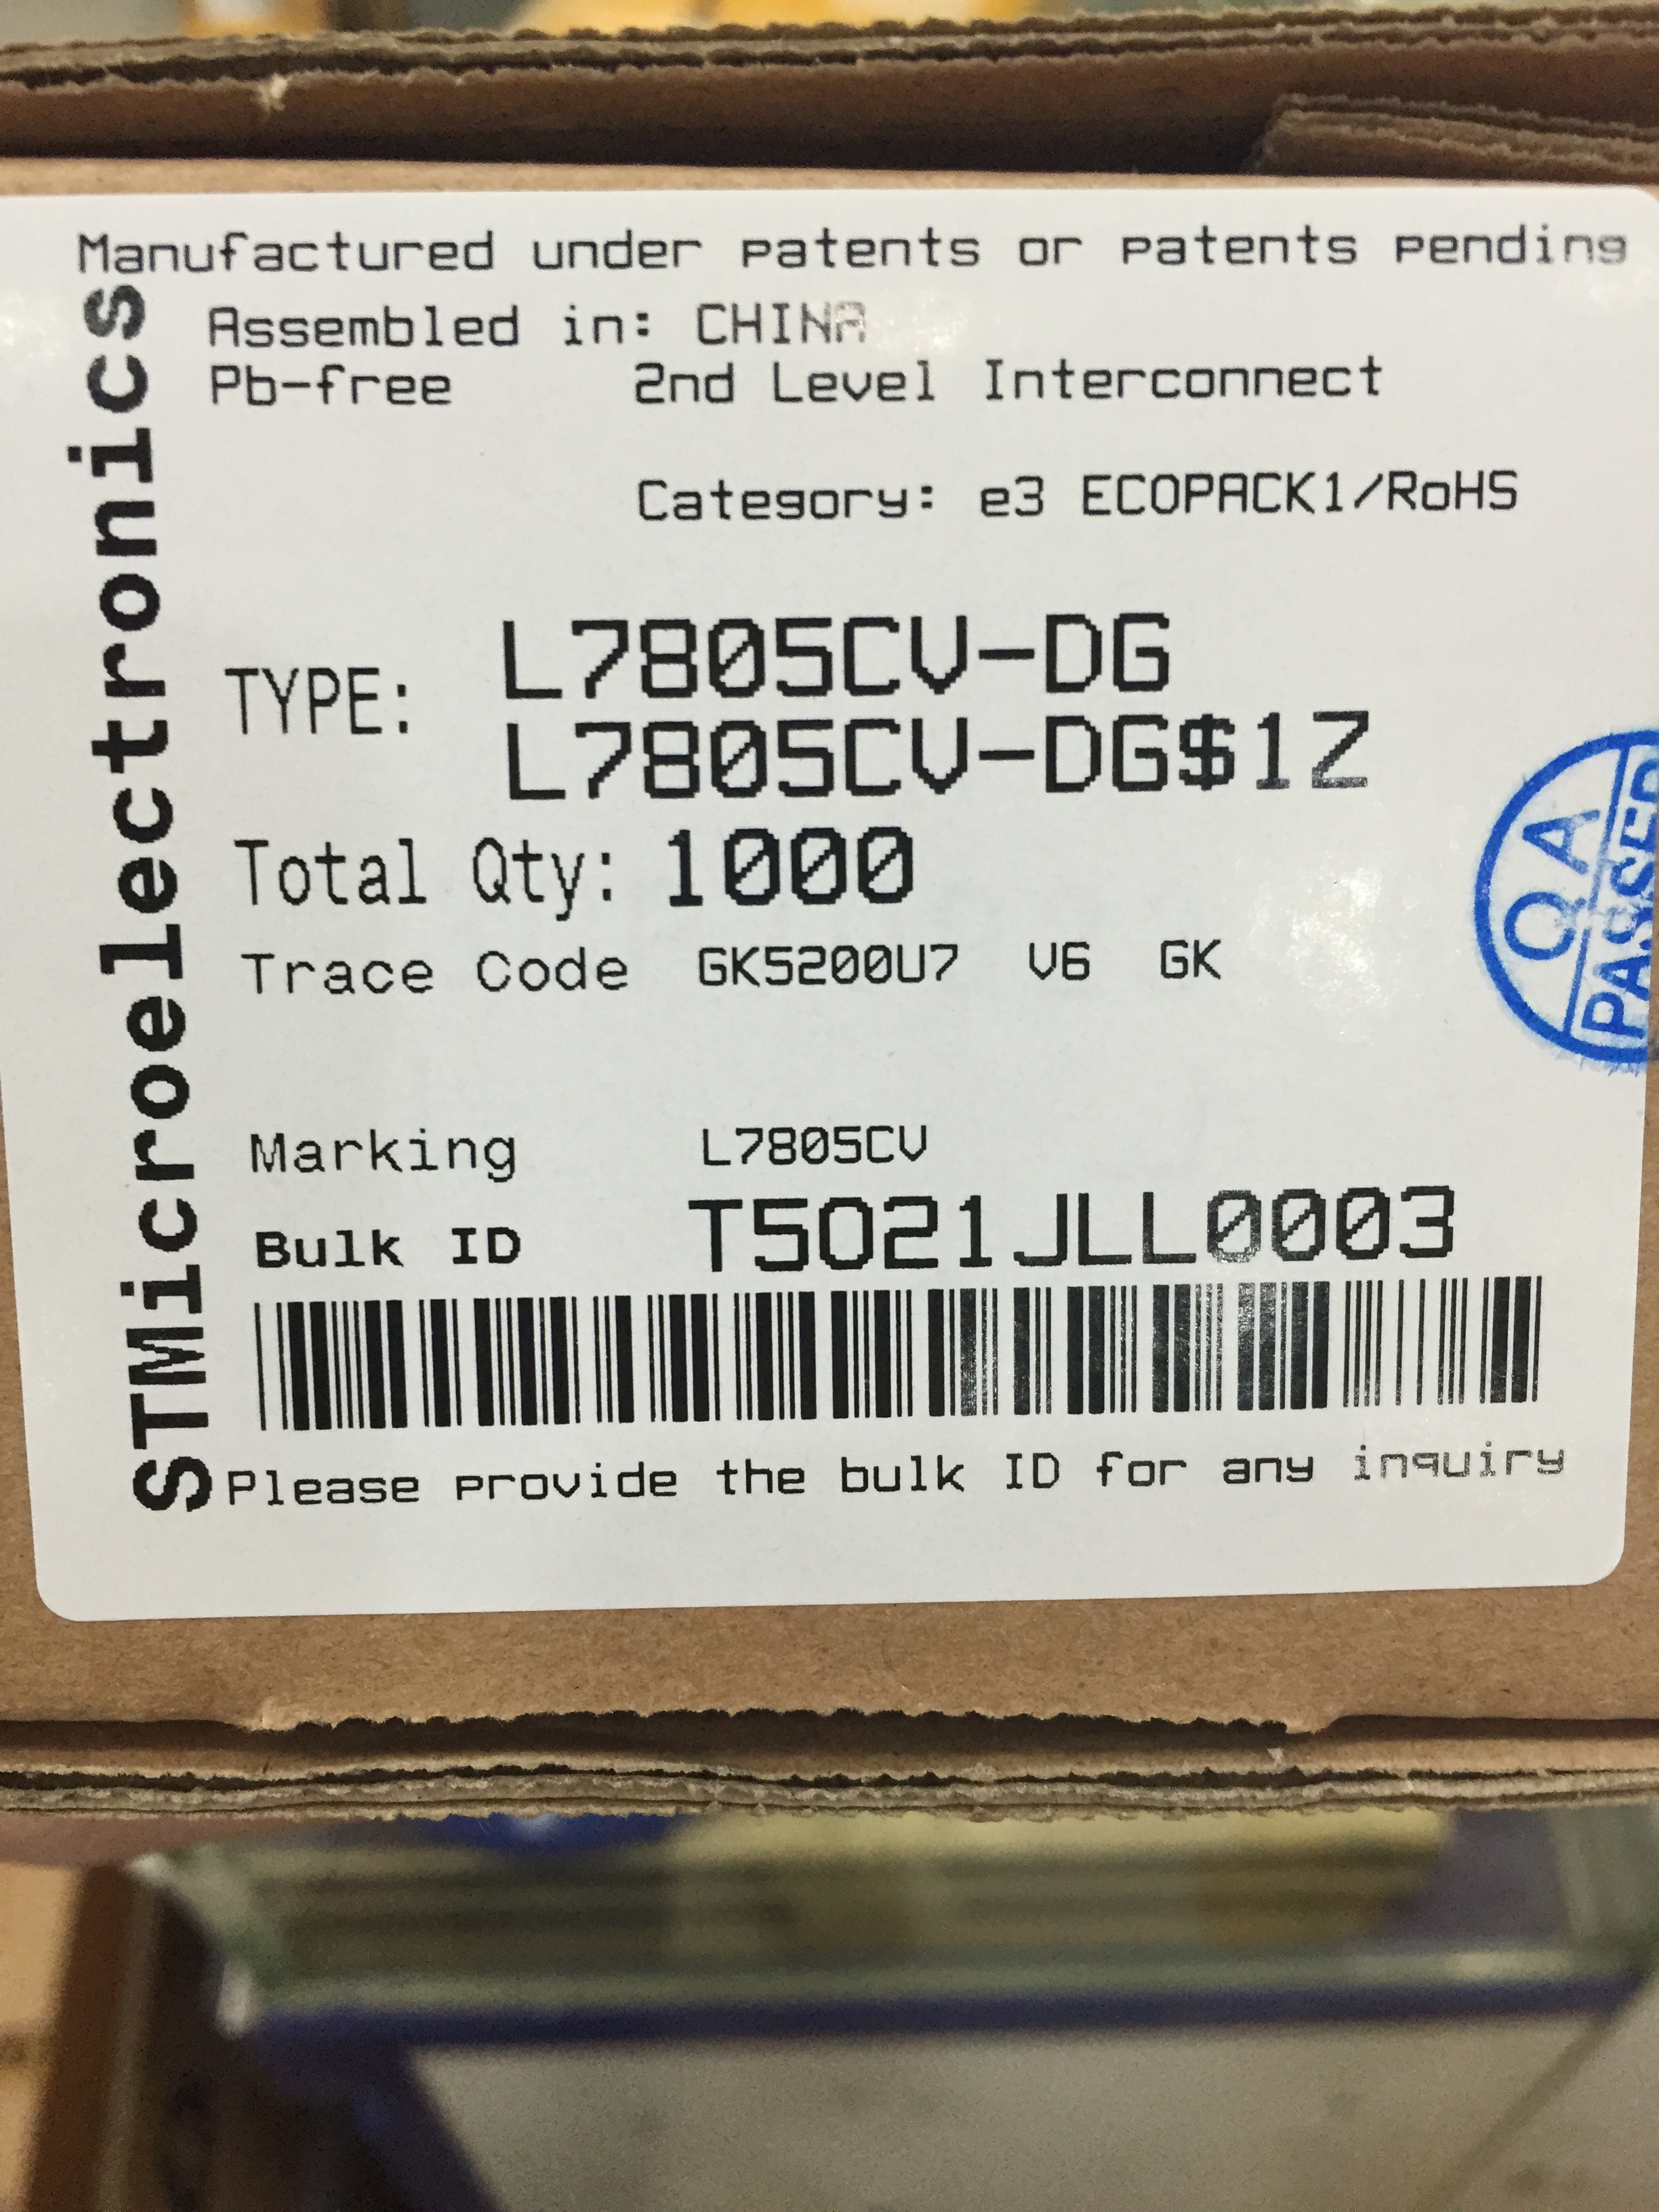 Manufactured under patents or patents pending
STMicroelectronics
Assembled in: CHINA
Pb-free 2nd Level Interconnect
Category: e3 ECOPACK1/RoHS
TYPE: L7805CV-DG
L7805CV-DG$1Z
Total Qty: 1000
Trace Code GK5200U7 V6 GK
QA
PASSED
Marking L7805CV
Bulk ID T5021JLL0003
Please provide the bulk ID for any inquiry